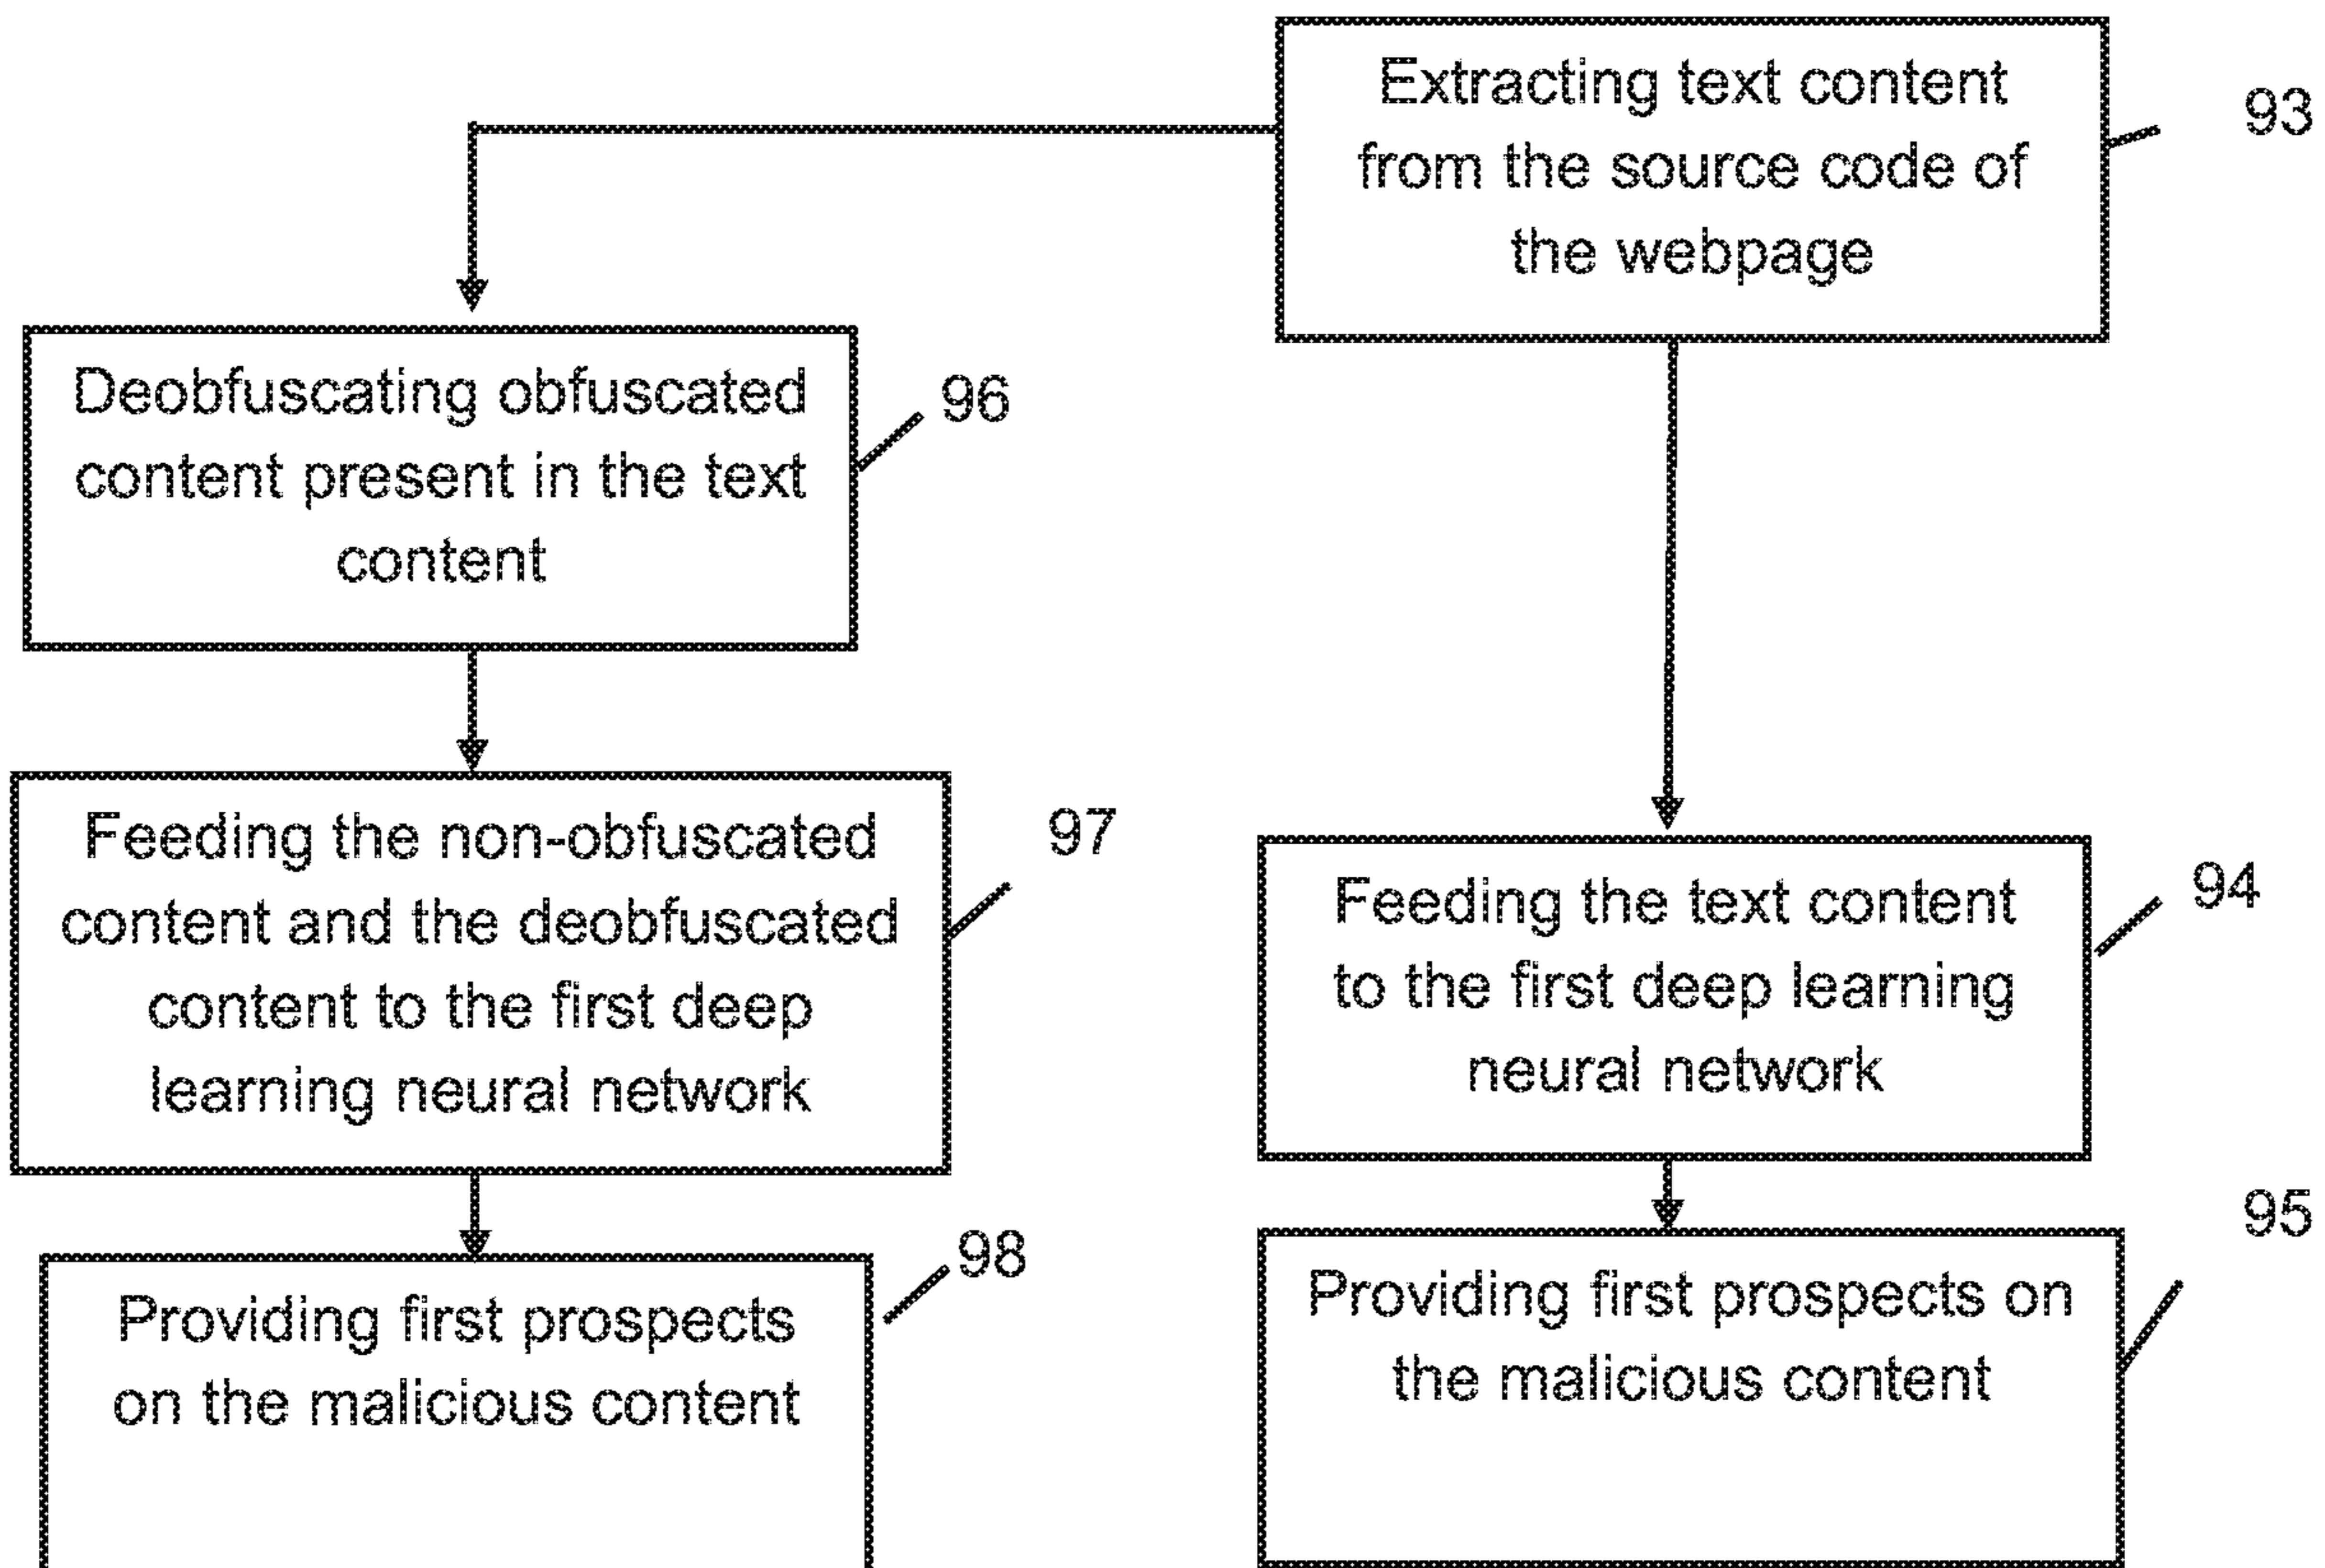 Extracting text content
from the source code of
the webpage
93
Deobfuscating obfuscated
content present in the text
content
96
Feeding the non-obfuscated
content and the deobfuscated
content to the first deep
learning neural network
97
Feeding the text content
to the first deep learning
neural network
94
Providing first prospects
on the malicious content
98
Providing first prospects on
the malicious content
95